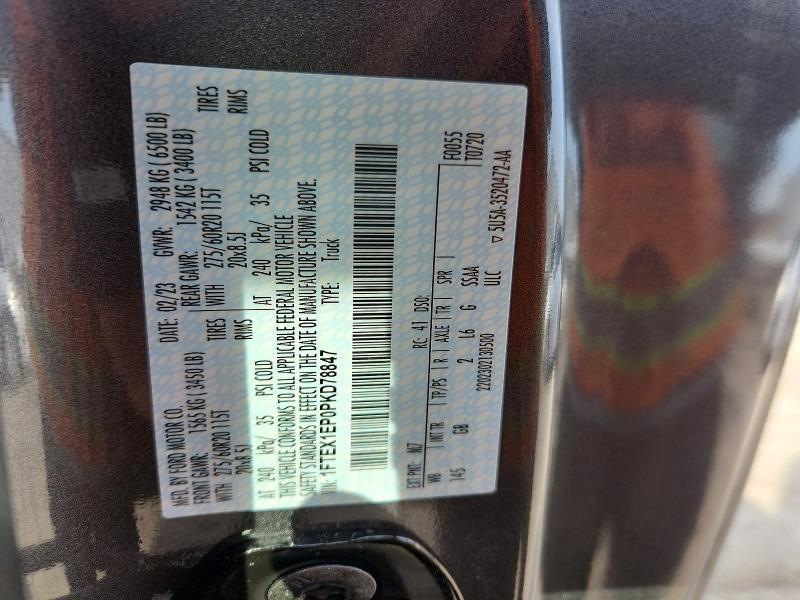 MFD. BY FORD MOTOR CO.
DATE: 02/23 GVWR: 2948 KG ( 6500 LB)
FRONT GAWR: 1565 KG ( 3450 LB) REAR GAWR: 1542 KG ( 3400 LB)
WITH 275/60R20 115T TIRES WITH 275/60R20 115T TIRES
20x8.5J RIMS 20x8.5J RIMS
AT 240 kPa/ 35 PSI COLD AT 240 kPa/ 35 PSI COLD
THIS VEHICLE CONFORMS TO ALL APPLICABLE FEDERAL MOTOR VEHICLE
SAFETY STANDARDS IN EFFECT ON THE DATE OF MANUFACTURE SHOWN ABOVE.
VIN: 1FTEX1EP0PKD78847 TYPE: Truck
F0055
EXT PNT: M7 RC: 41 DSO: T0720
WB INT TR TP/PS R AXLE TR SPR
145 GB 2 L6 G SSAA
2202302130500 ULC
5U5A-3520472-AA